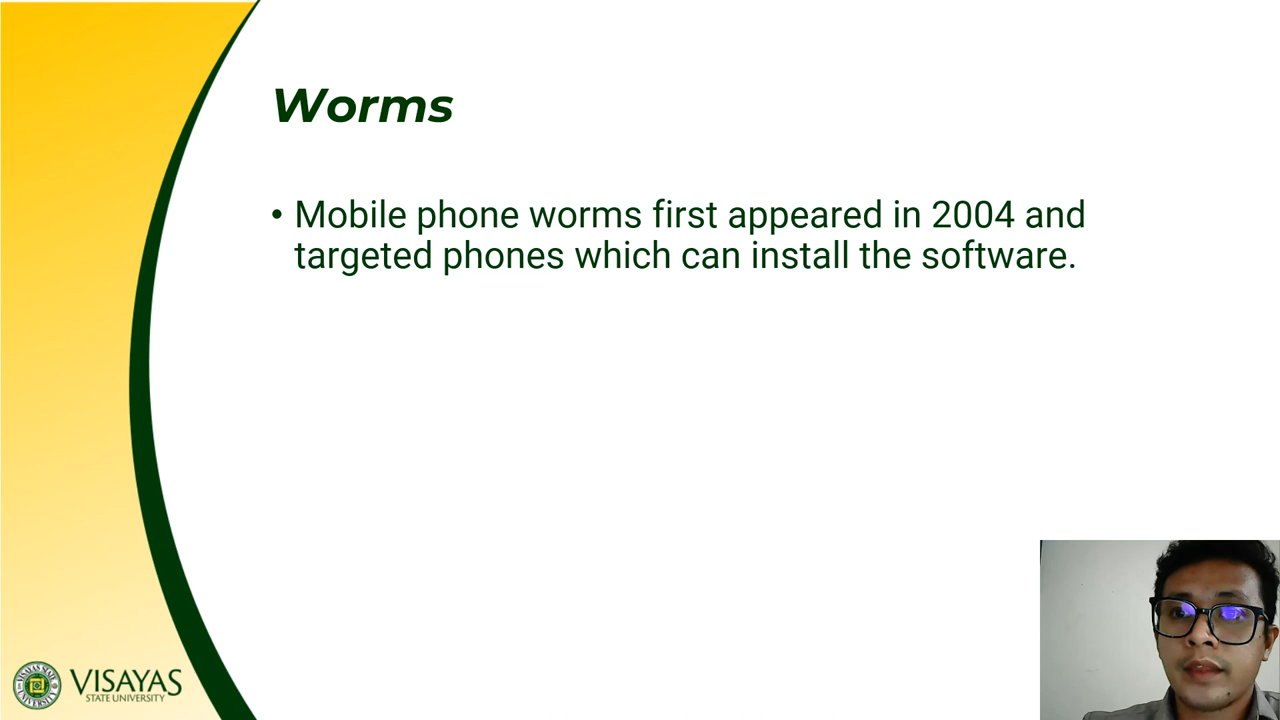 Worms
• Mobile phone worms first appeared in 2004 and
targeted phones which can install the software.
VISAYAS
STATE UNIVERSITY